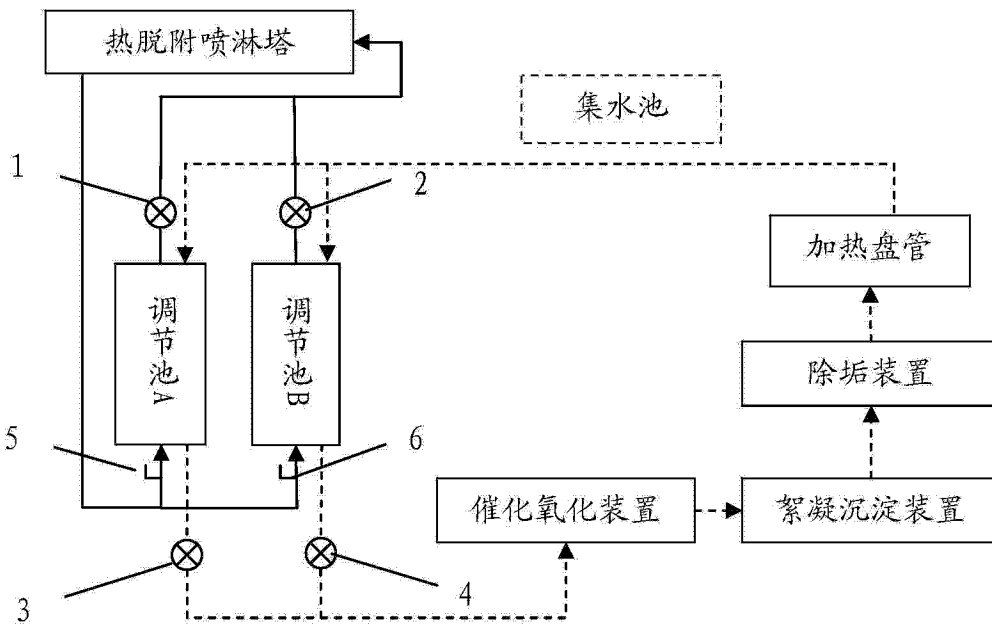 热脱附喷淋塔
集水池
1
2
加热盘管
调节池A
调节池B
除垢装置
5
6
催化氧化装置
絮凝沉淀装置
3
4